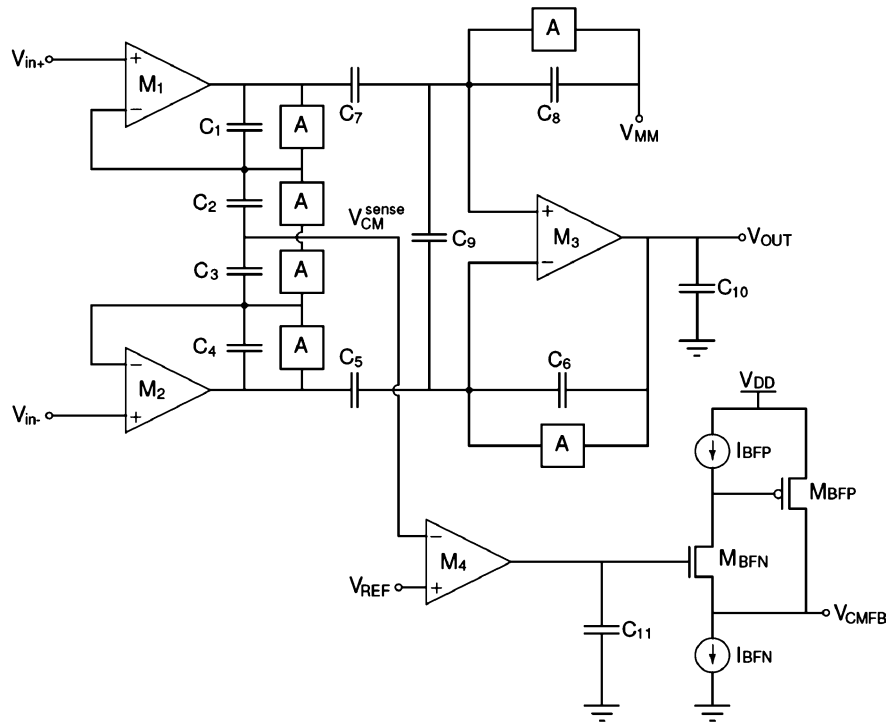 A
V_in+
+
M_1
−
C_1
A
C_7
C_8
V_MM
C_2
A
V_CM^sense
C_9
+
M_3
−
V_OUT
C_3
A
C_10
C_4
A
C_5
C_6
−
M_2
+
V_in-
A
V_DD
I_BFP
M_BFP
−
M_4
+
V_REF
M_BFN
C_11
V_CMFB
I_BFN